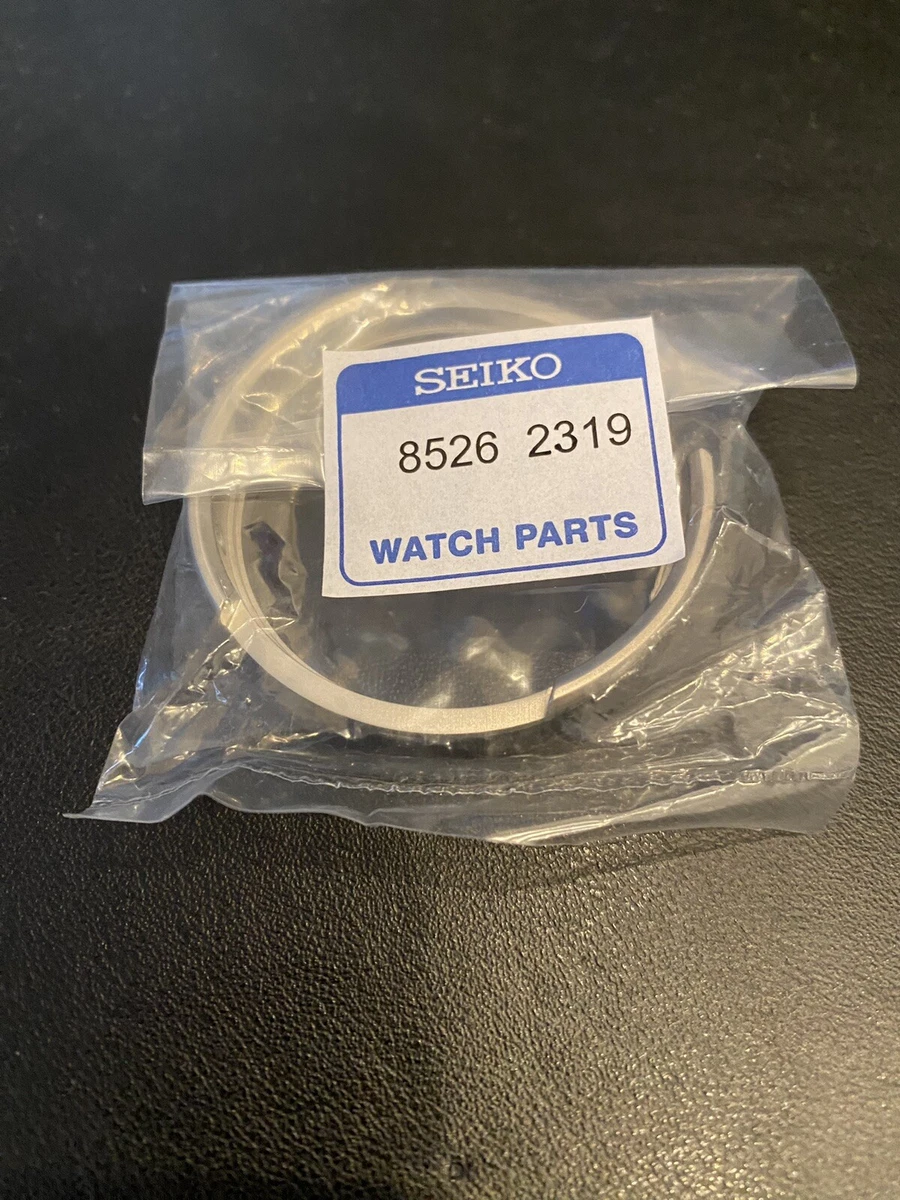 SEIKO
8526 2319
WATCH PARTS